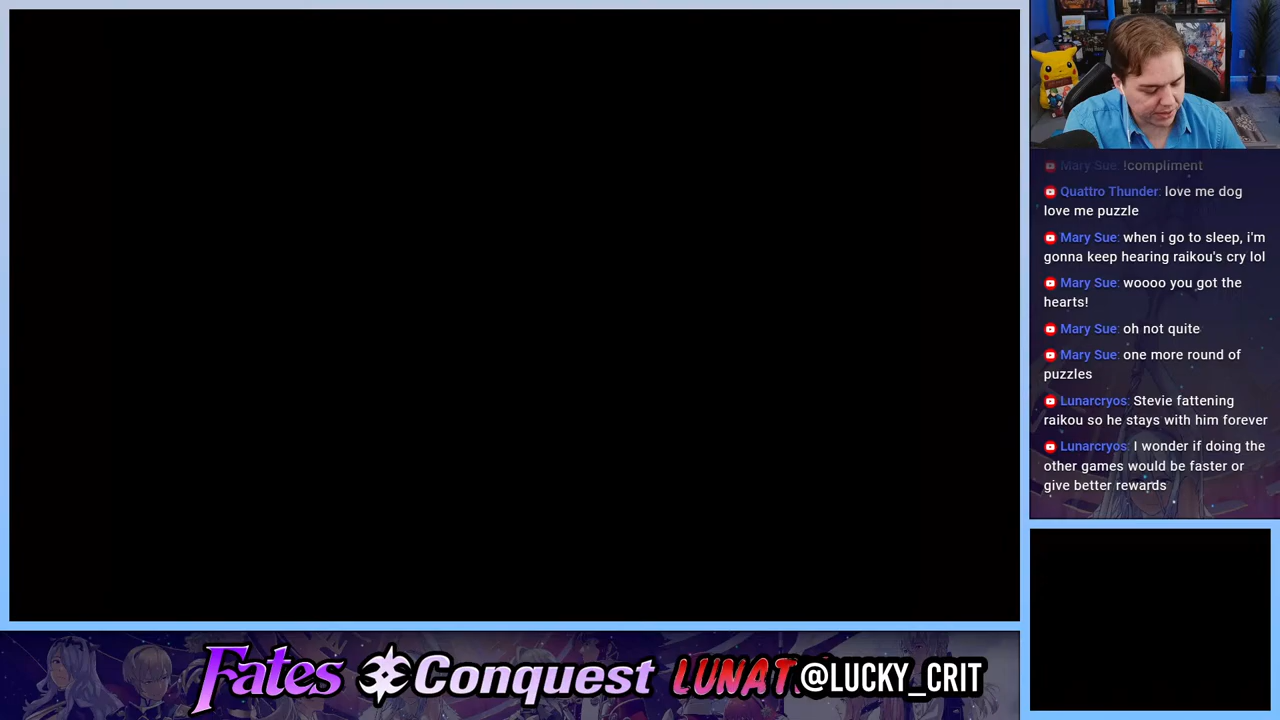 Mary Sue: !compliment
Quattro Thunder: love me dog
love me puzzle
Mary Sue: when i go to sleep, i'm
gonna keep hearing raikou's cry lol
Mary Sue: woooo you got the
hearts!
Mary Sue: oh not quite
Mary Sue: one more round of
puzzles
Lunarcryos: Stevie fattening
raikou so he stays with him forever
Lunarcryos: I wonder if doing the
other games would be faster or
give better rewards
Fates Conquest LUNAT @LUCKY_CRIT